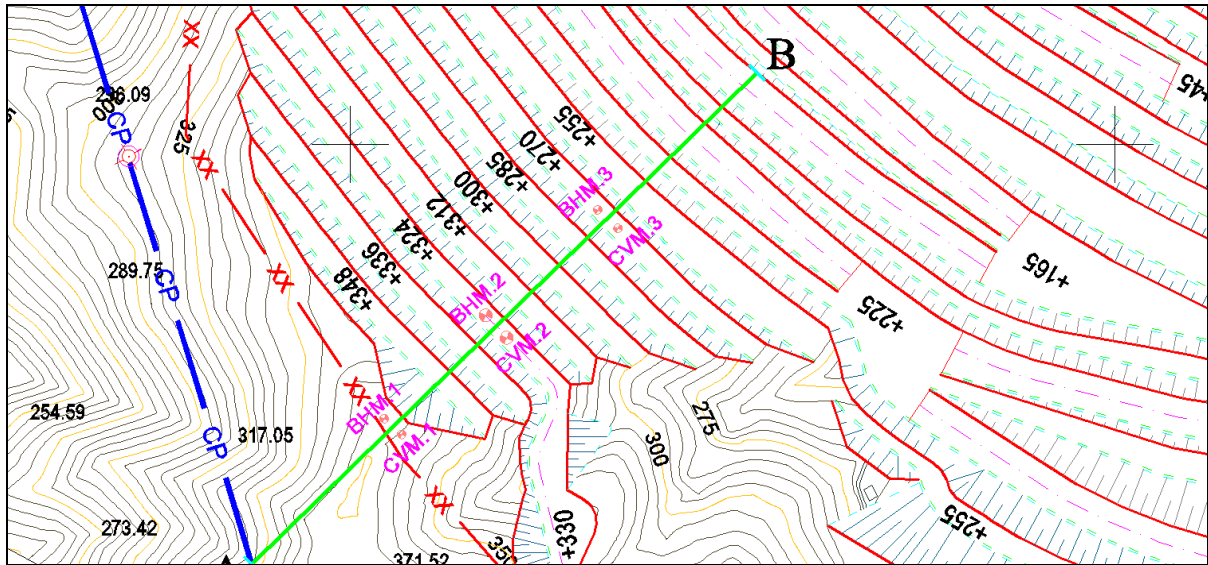 B
XX
+45
296.09
00
CP
325
+255
XX
+270
+285
BHM.3
+300
+312
CVM.3
+324
+336
289.75
CP
XX
+348
+165
BHM.2
+225
CVM.2
XX
BHM.1
254.59
CP
317.05
CVM.1
275
300
XX
273.42
+330
350
371.52
+255